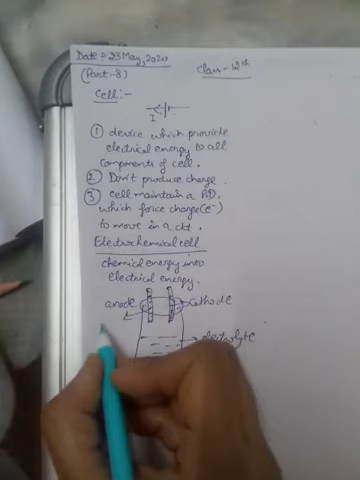 Date :- 23 May, 2020
(Part-8)
Class - 12th
Cell :-
I
① device which provide
electrical energy to all
Components of cell.
② Don't produce charge.
③ Cell maintain a P.D.
which force charge (e⁻)
to move in a ckt.
Electrochemical cell
chemical energy into
electrical energy.
anode
Cathode
electrolyte